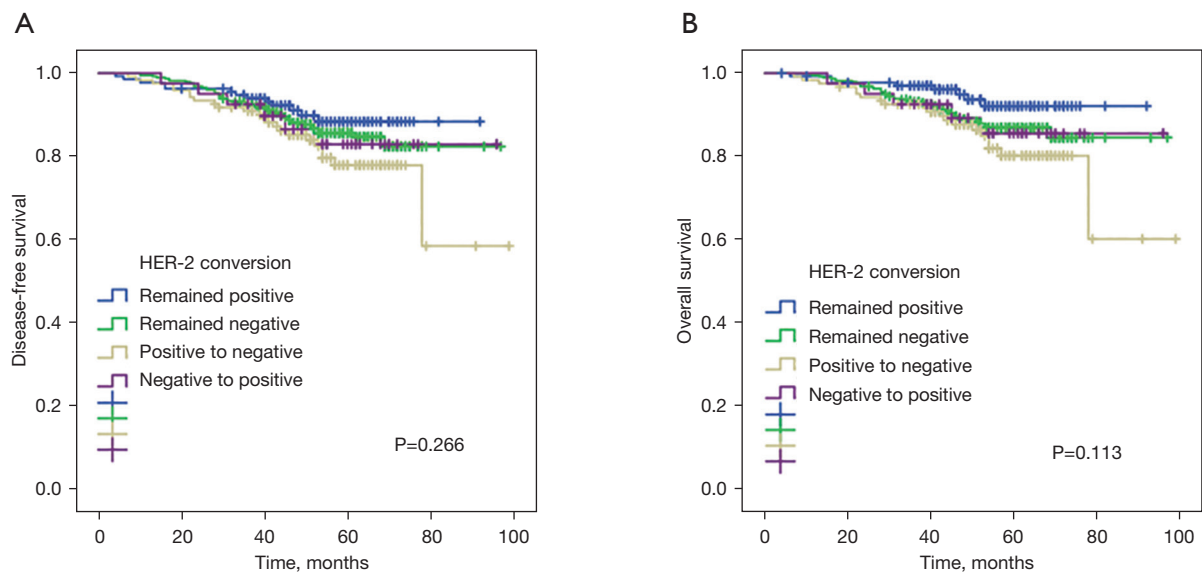 A
1.0
0.8
0.6
0.4
0.2
0.0
Disease-free survival
HER-2 conversion
Remained positive
Remained negative
Positive to negative
Negative to positive
P=0.266
0 20 40 60 80 100
Time, months
B
1.0
0.8
0.6
0.4
0.2
0.0
Overall survival
HER-2 conversion
Remained positive
Remained negative
Positive to negative
Negative to positive
P=0.113
0 20 40 60 80 100
Time, months